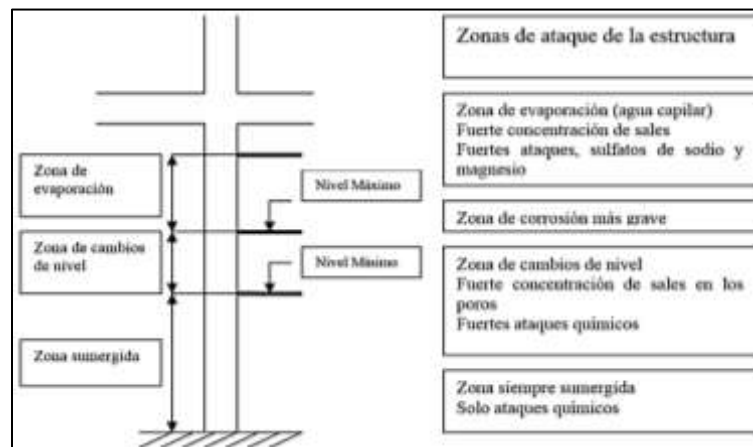 Zonas de ataque de la estructura
Zona de evaporación (agua capilar)
Fuerte concentración de sales
Fuertes ataques, sulfatos de sodio y
magnesio
Zona de
evaporación
Nivel Máximo
Zona de corrosión más grave
Zona de cambios
de nivel
Nivel Mínimo
Zona de cambios de nivel
Fuerte concentración de sales en los
poros
Fuertes ataques químicos
Zona sumergida
Zona siempre sumergida
Solo ataques químicos